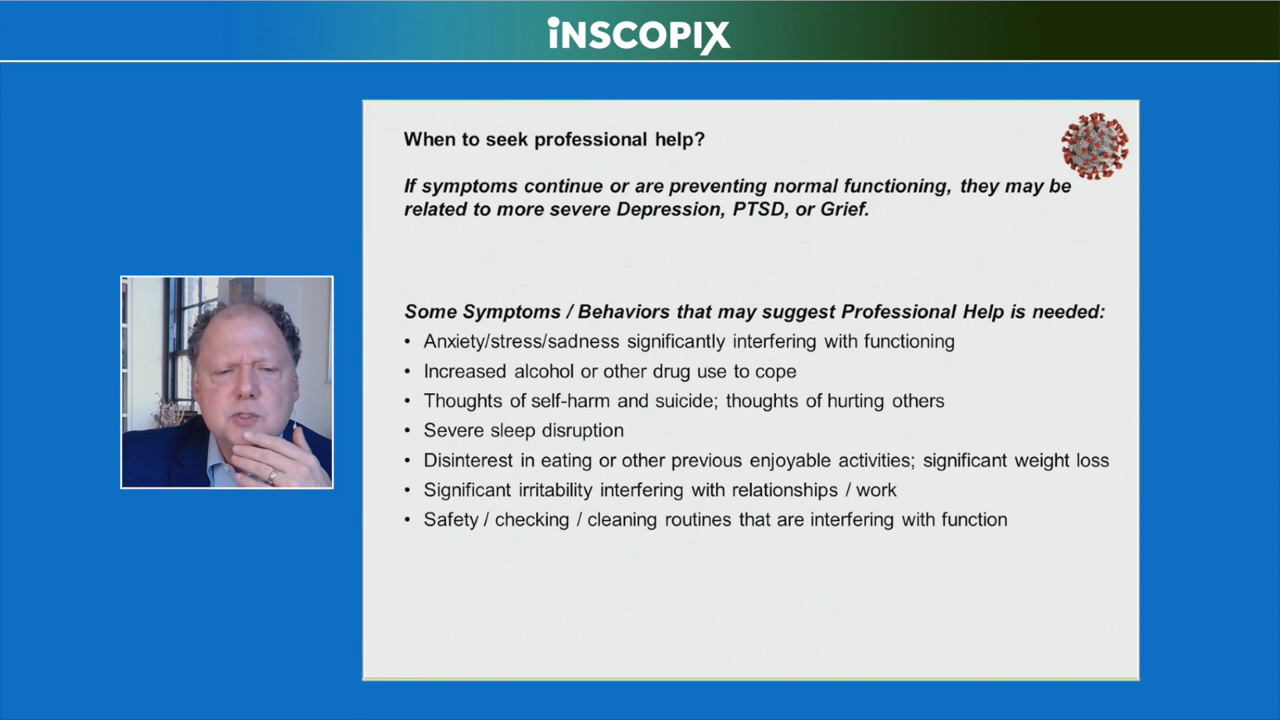 iNSCOPIX
When to seek professional help?
If symptoms continue or are preventing normal functioning, they may be
related to more severe Depression, PTSD, or Grief.
Some Symptoms / Behaviors that may suggest Professional Help is needed:
• Anxiety/stress/sadness significantly interfering with functioning
• Increased alcohol or other drug use to cope
• Thoughts of self-harm and suicide; thoughts of hurting others
• Severe sleep disruption
• Disinterest in eating or other previous enjoyable activities; significant weight loss
• Significant irritability interfering with relationships / work
• Safety / checking / cleaning routines that are interfering with function